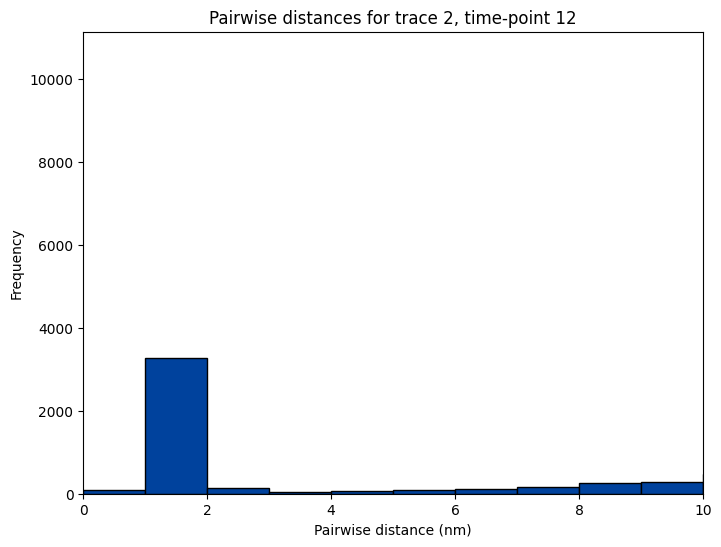 Pairwise distances for trace 2, time-point 12
10000
8000
6000
4000
2000
0
Frequency
0 2 4 6 8 10
Pairwise distance (nm)